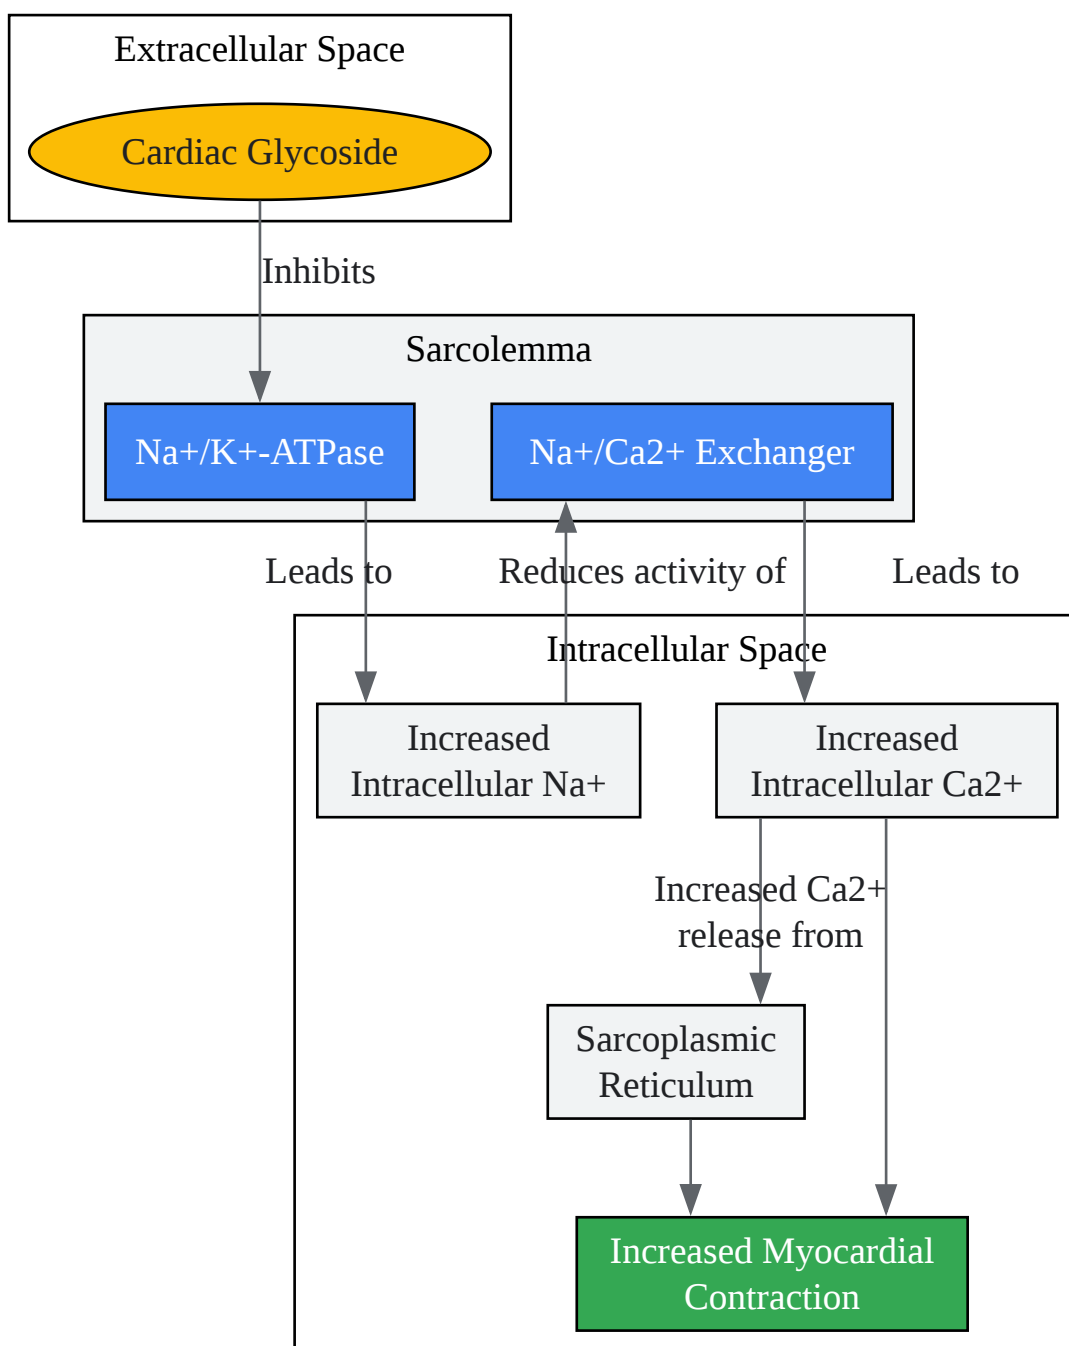 Extracellular Space
Cardiac Glycoside
Inhibits
Sarcolemma
Na+/K+-ATPase
Na+/Ca2+ Exchanger
Leads to
Reduces activity of
Leads to
Intracellular Space
Increased
Intracellular Na+
Increased
Intracellular Ca2+
Increased Ca2+
release from
Sarcoplasmic
Reticulum
Increased Myocardial
Contraction